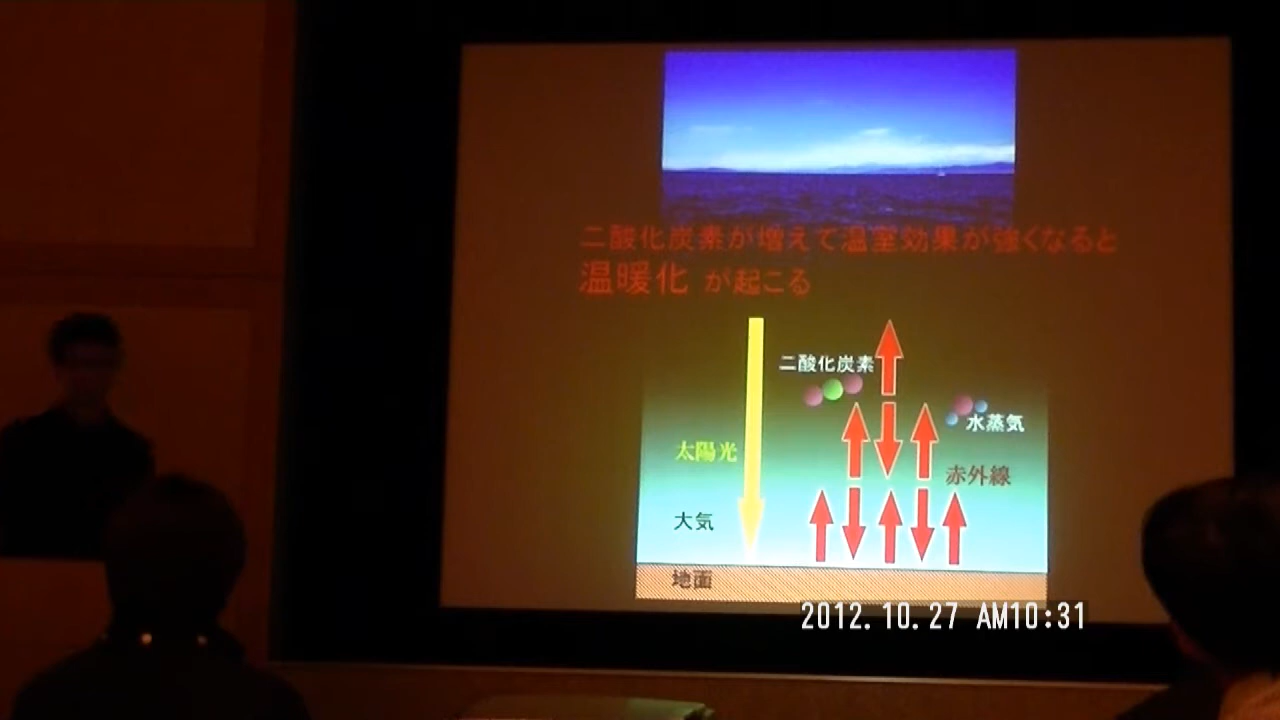 二酸化炭素が増えて温室効果が強くなると
温暖化 が起こる
二酸化炭素
水蒸気
太陽光
赤外線
大気
地面
2012.10.27 AM10:31